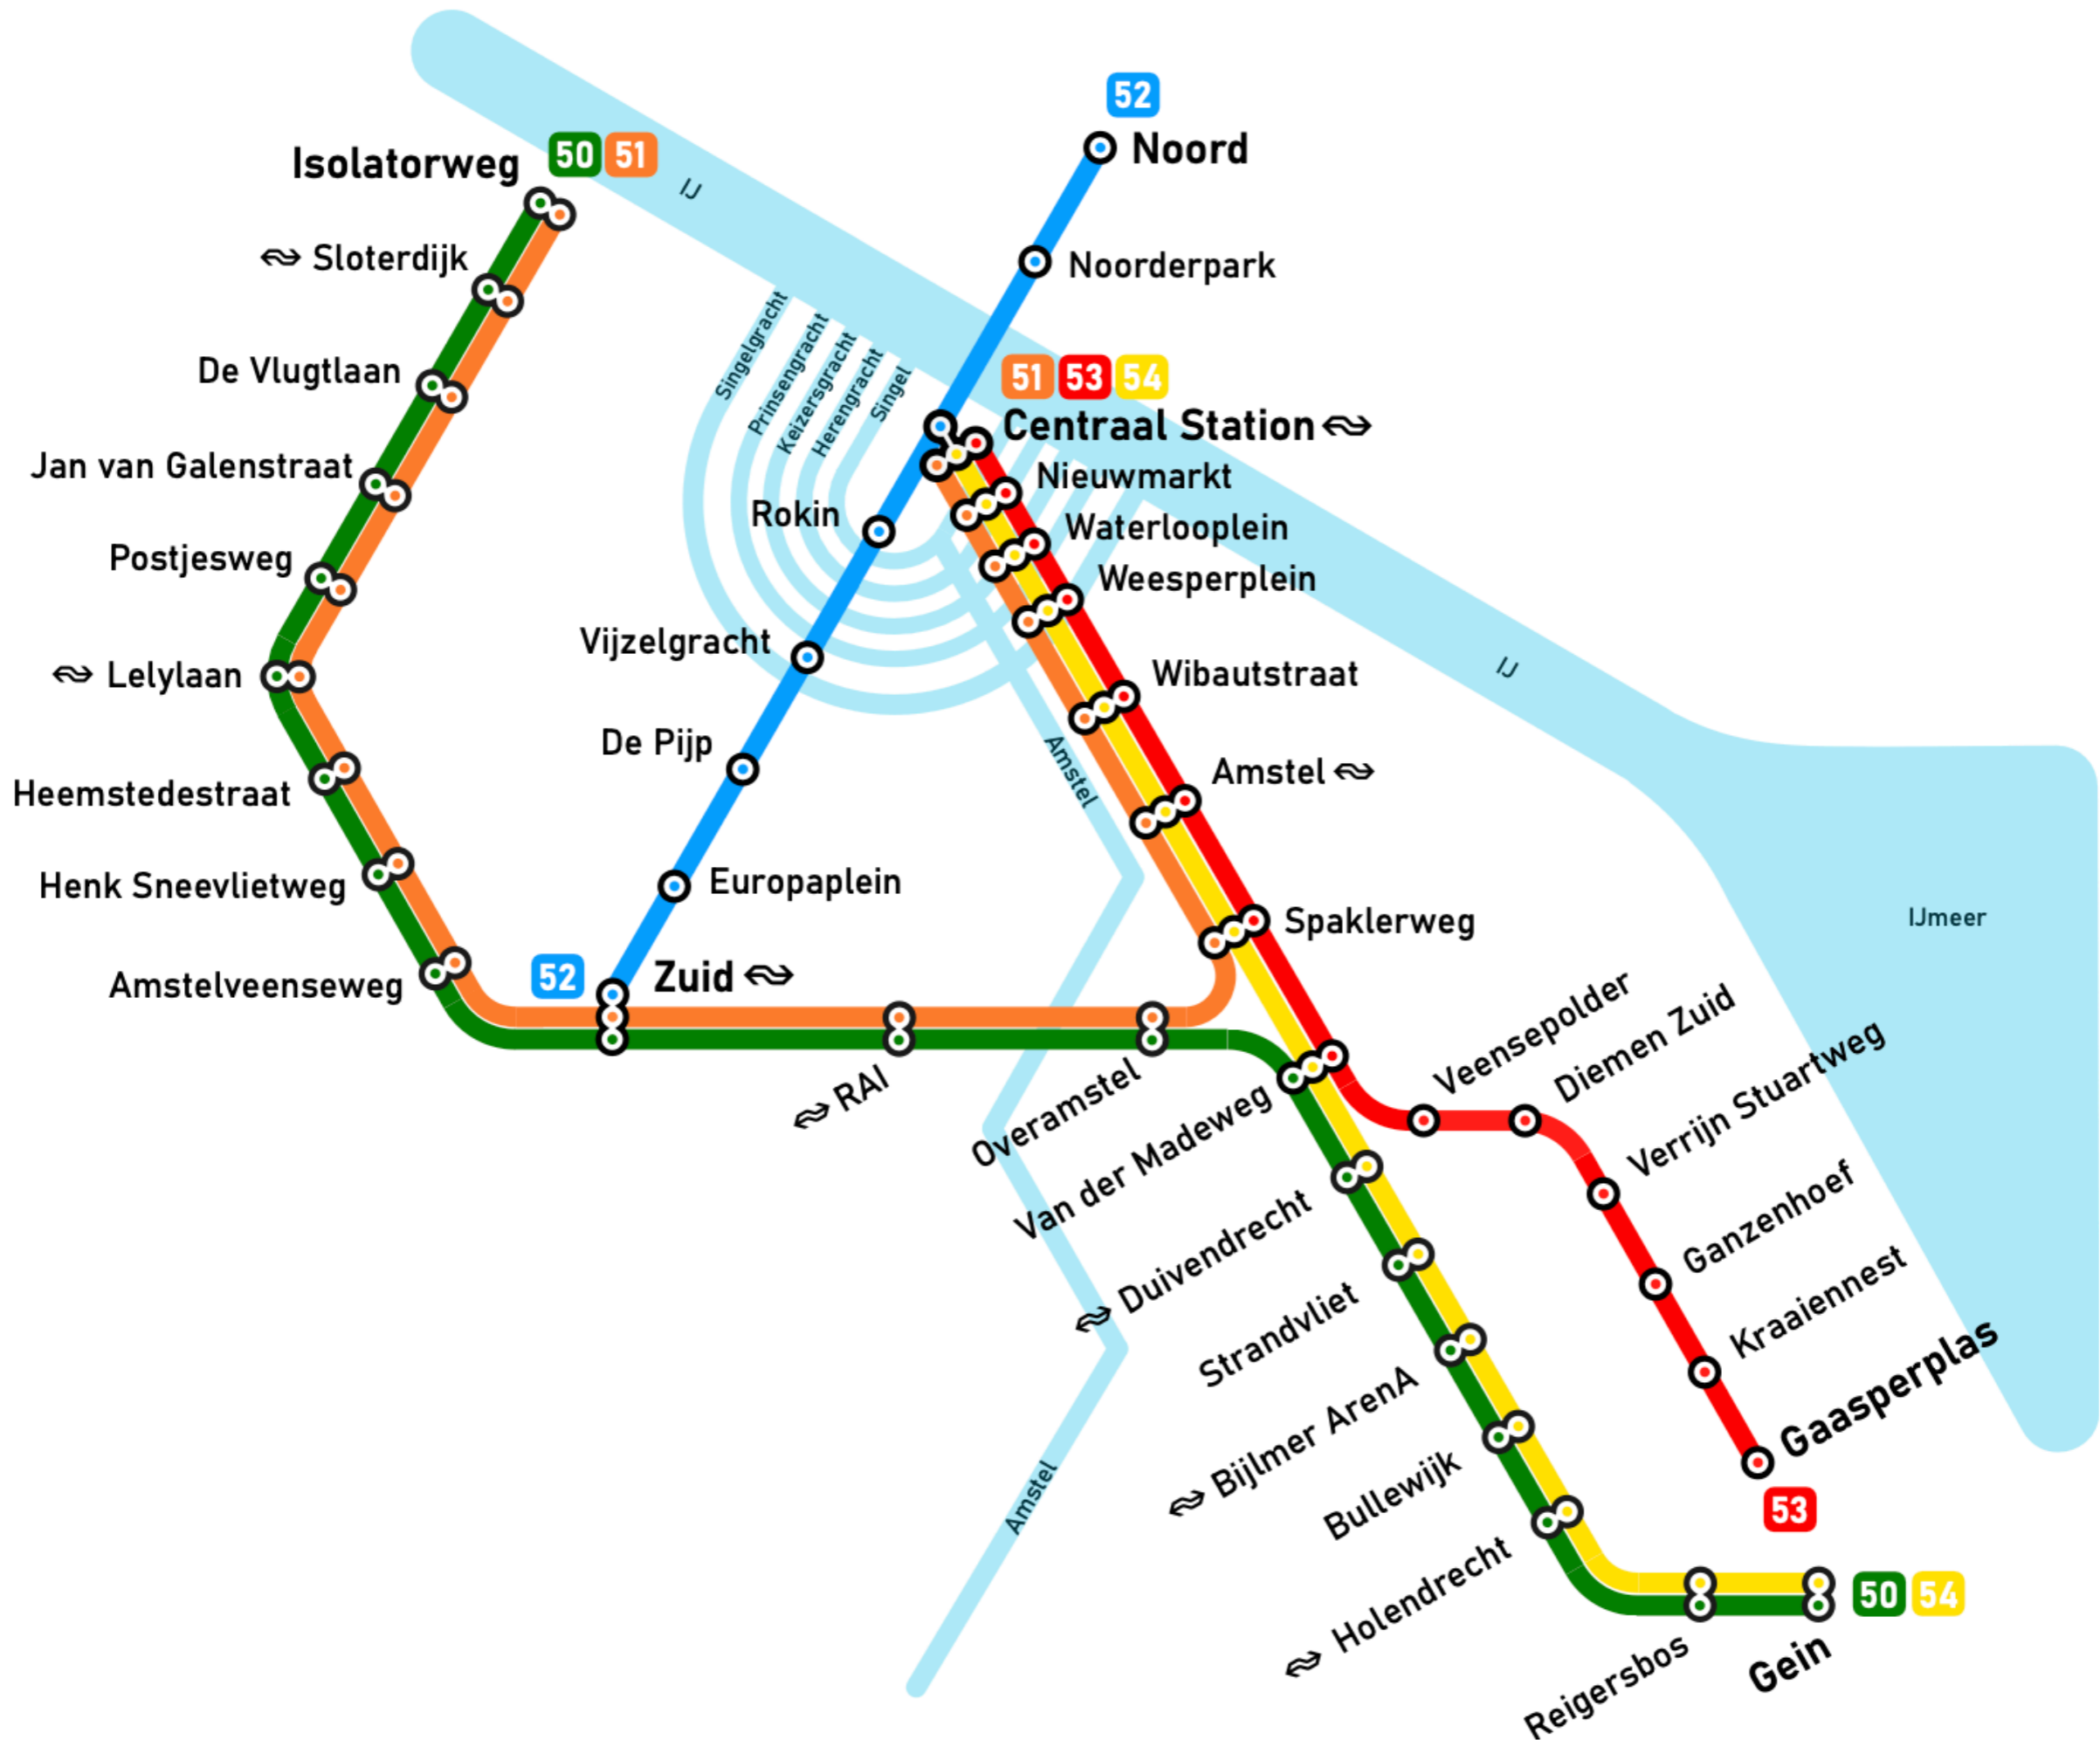 52
Noord
Isolatorweg 50 51
IJ
Sloterdijk
Noorderpark
Singelgracht
Prinsengracht
Keizersgracht
Herengracht
Singel
De Vlugtlaan
51 53 54
Centraal Station
Jan van Galenstraat
Nieuwmarkt
Rokin
Waterlooplein
Postjesweg
Weesperplein
Vijzelgracht
Lelylaan
Wibautstraat
IJ
De Pijp
Amstel
Amstel
Heemstedestraat
Henk Sneevlietweg
Europaplein
Spaklerweg
IJmeer
Amstelveenseweg
52
Zuid
RAI
Overamstel
Van der Madeweg
Veensepolder
Diemen Zuid
Verrijn Stuartweg
Ganzenhoef
Kraaiennest
Gaasperplas
53
Duivendrecht
Strandvliet
Bijlmer ArenA
Bullewijk
Holendrecht
Amstel
Reigersbos
Gein
50 54